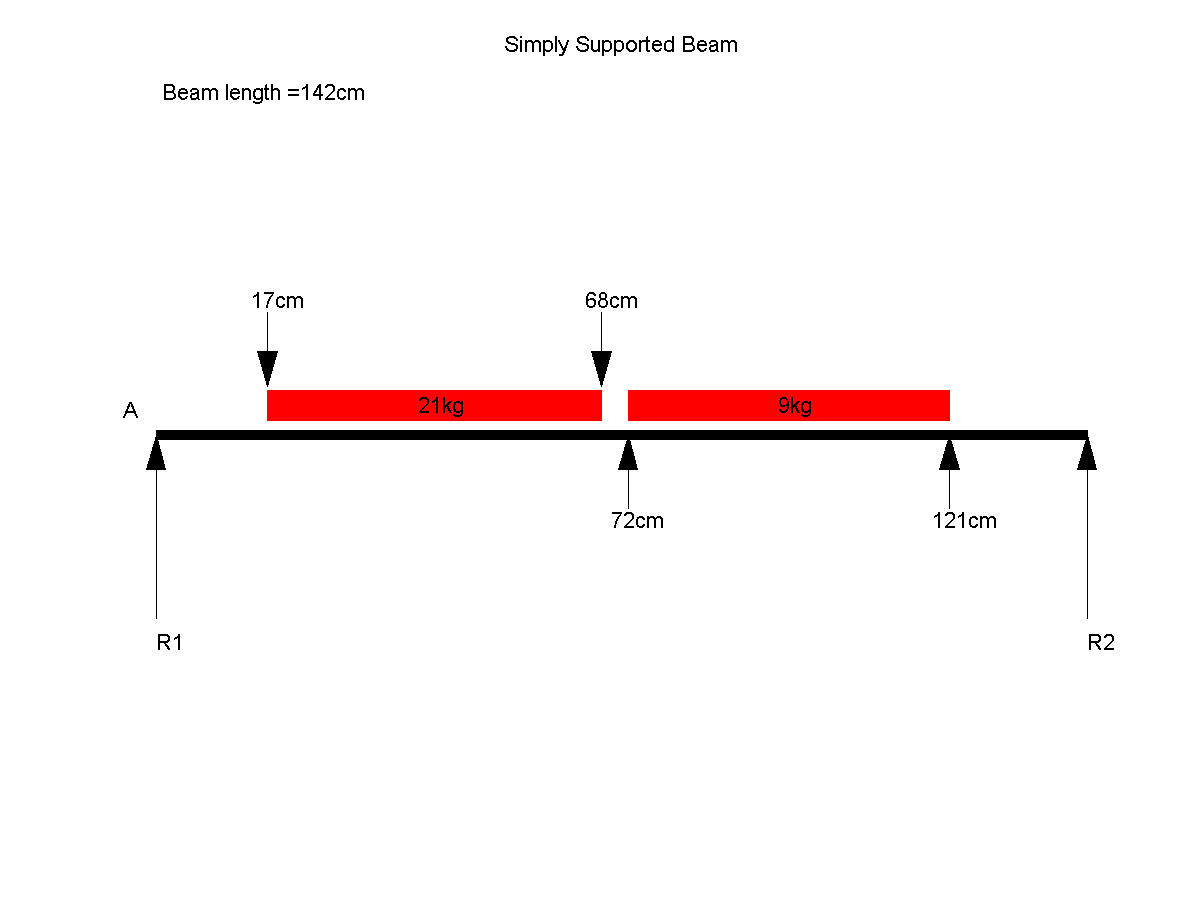 Simply Supported Beam
Beam length =142cm
17cm
68cm
A
21kg
9kg
72cm
121cm
R1
R2